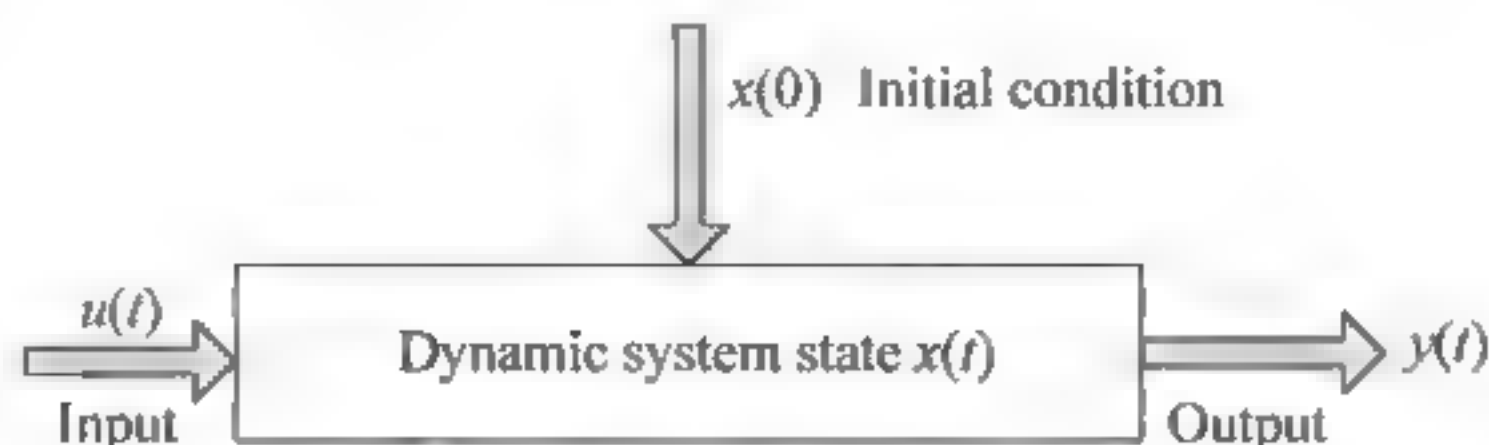 x(0) Initial condition
u(t)
Dynamic system state x(t)
y(t)
Input
Output